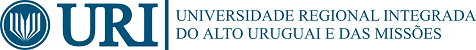 URI
UNIVERSIDADE REGIONAL INTEGRADA
DO ALTO URUGUAI E DAS MISSÕES